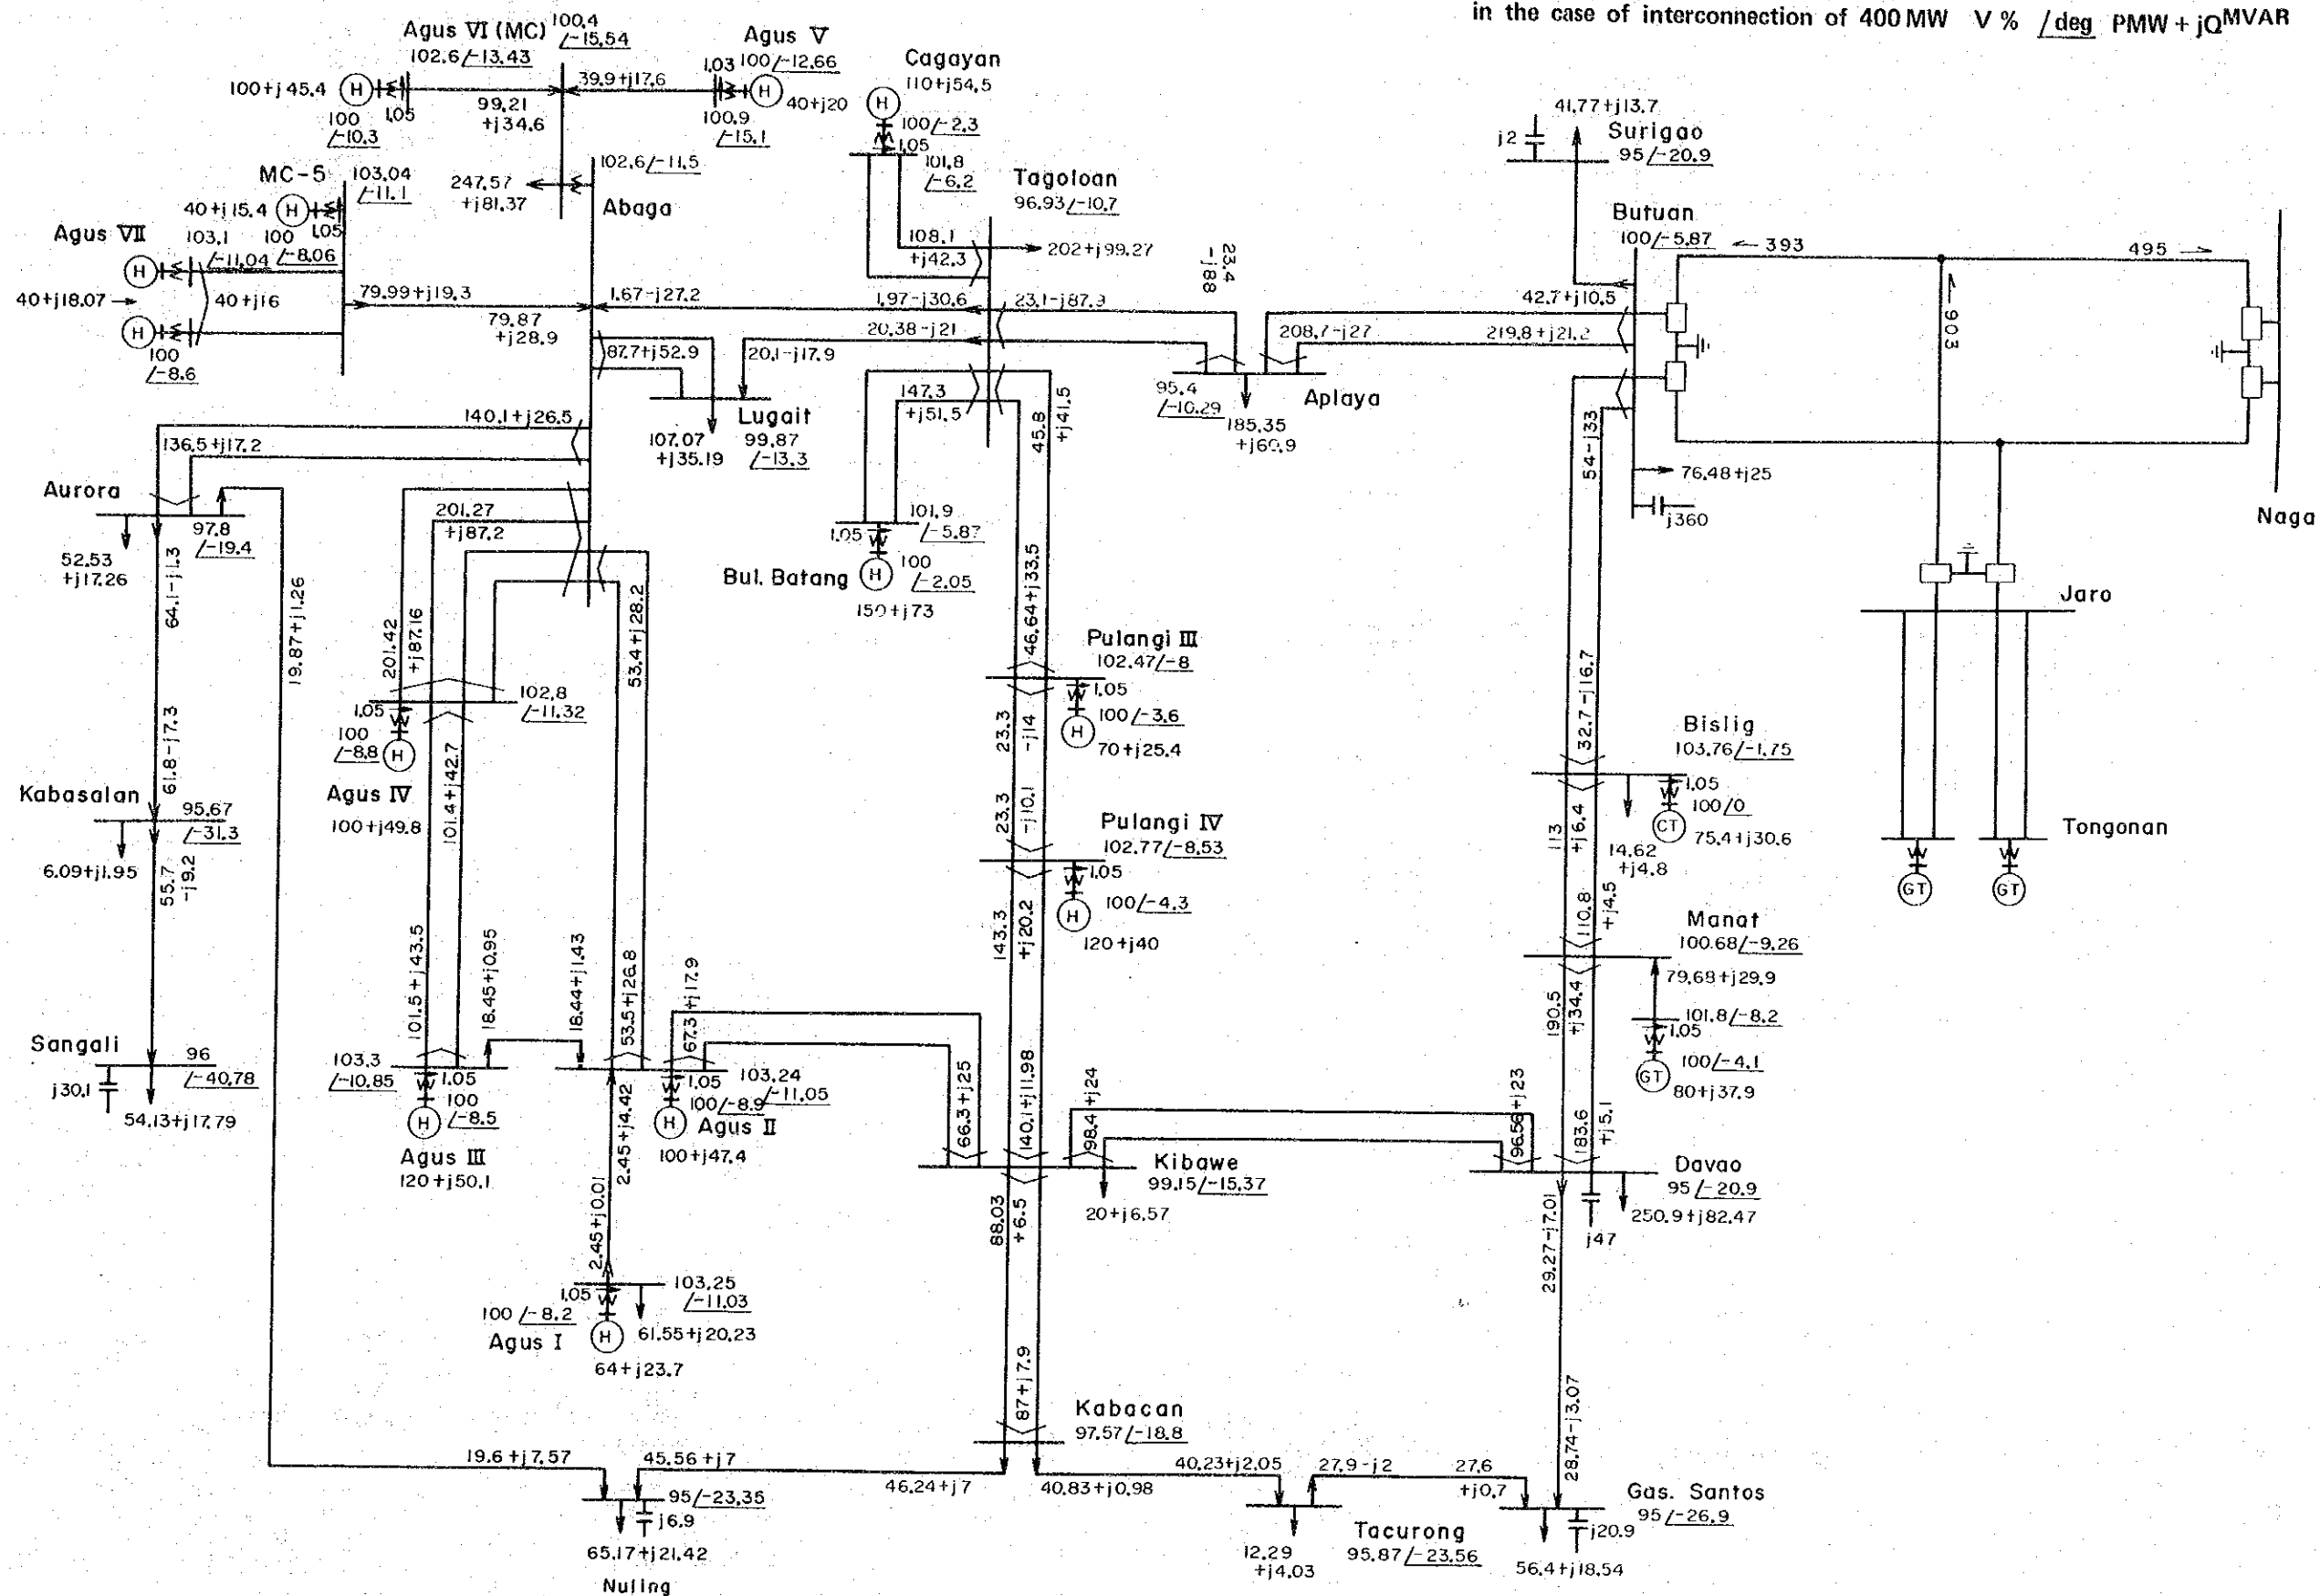 in the case of interconnection of 400 MW V % /deg PMW + jQMVAR
Agus VI (MC)
100.4
/-15.54
102.6/-13.43
100+j45.4
H
1.05
100
/-10.3
99.21
+j34.6
39.9+j17.6
Agus V
1.03
100/-12.66
H
40+j20
100.9
/-15.1
Cagayan
110+j54.5
H
100/-2.3
1.05
101.8
/-6.2
MC-5
103.04
/-11.1
40+j15.4
H
100
1.05
/-8.06
247.57
+j81.37
102.6/-11.5
Abaga
Agus VII
103.1
/-11.04
H
40+j18.07
40+j16
H
100
/-8.6
79.99+j19.3
79.87
+j28.9
1.67-j27.2
1.97-j30.6
Tagoloan
96.93/-10.7
108.1
+j42.3
202+j99.27
23.1-j87.9
23.4
-j88
20.38-j21
20.1-j17.9
87.7+j52.9
Lugait
107.07
+j35.19
99.87
/-13.3
95.4
/-10.29
185.35
+j60.9
Aplaya
208.7-j27
219.8+j21.2
42.7+j10.5
41.77+j13.7
j2
Surigao
95/-20.9
Butuan
100/-5.87
393
495
903
76.48+j25
j360
Naga
Jaro
Tongonan
GT
GT
54-j33
32.7-j16.7
140.1+j26.5
136.5+j17.2
Aurora
97.8
/-19.4
52.53
+j17.26
64.1-j1.3
61.8-j7.3
19.87+j1.26
201.27
+j87.2
201.42
+j87.16
53.4+j28.2
147.3
+j51.5
101.9
/-5.87
1.05
Bul. Batang
H
100
/-2.05
150+j73
45.8
+j41.5
46.64+j33.5
Pulangi III
102.47/-8
1.05
100/-3.6
H
70+j25.4
23.3
-j14
23.3
-j10.1
Pulangi IV
102.77/-8.53
1.05
100/-4.3
H
120+j40
143.3
+j20.2
140.1+j11.98
102.8
/-11.32
1.05
100
/-8.8
H
Agus IV
100+j49.8
101.4+j42.7
101.5+j43.5
Kabasalan
95.67
/-31.3
6.09+j1.95
55.7
-j9.2
Sangali
96
/-40.78
j30.1
54.13+j17.79
18.45+j0.95
18.44+j1.43
53.5+j26.8
67.3+j17.9
103.3
/-10.85
1.05
100
/-8.5
H
Agus III
120+j50.1
1.05
103.24
/-11.05
100/-8.9
H
Agus II
100+j47.4
2.45+j4.42
2.45+j0.01
103.25
/-11.03
1.05
100/-8.2
Agus I
H
61.55+j20.23
64+j23.7
66.3+j25
98.4+j24
96.56+j23
Kibawe
99.15/-15.37
20+j6.57
88.03
+6.5
87+j7.9
Kabacan
97.57/-18.8
Bislig
103.76/-1.75
1.05
100/0
CT
75.4+j30.6
14.62
+j4.8
113
+j6.4
110.8
+j4.5
Manat
100.68/-9.26
79.68+j29.9
101.8/-8.2
1.05
100/-4.1
GT
80+j37.9
190.5
+j34.4
183.6
+j5.1
Davao
95/-20.9
250.9+j82.47
j47
29.27-j7.01
28.74-j3.07
19.6+j7.57
45.56+j7
46.24+j7
40.83+j0.98
40.23+j2.05
27.9-j2
27.6
+j0.7
95/-23.35
j6.9
65.17+j21.42
Nuling
12.29
+j4.03
Tacurong
95.87/-23.56
Gas. Santos
95/-26.9
j20.9
56.4+j18.54